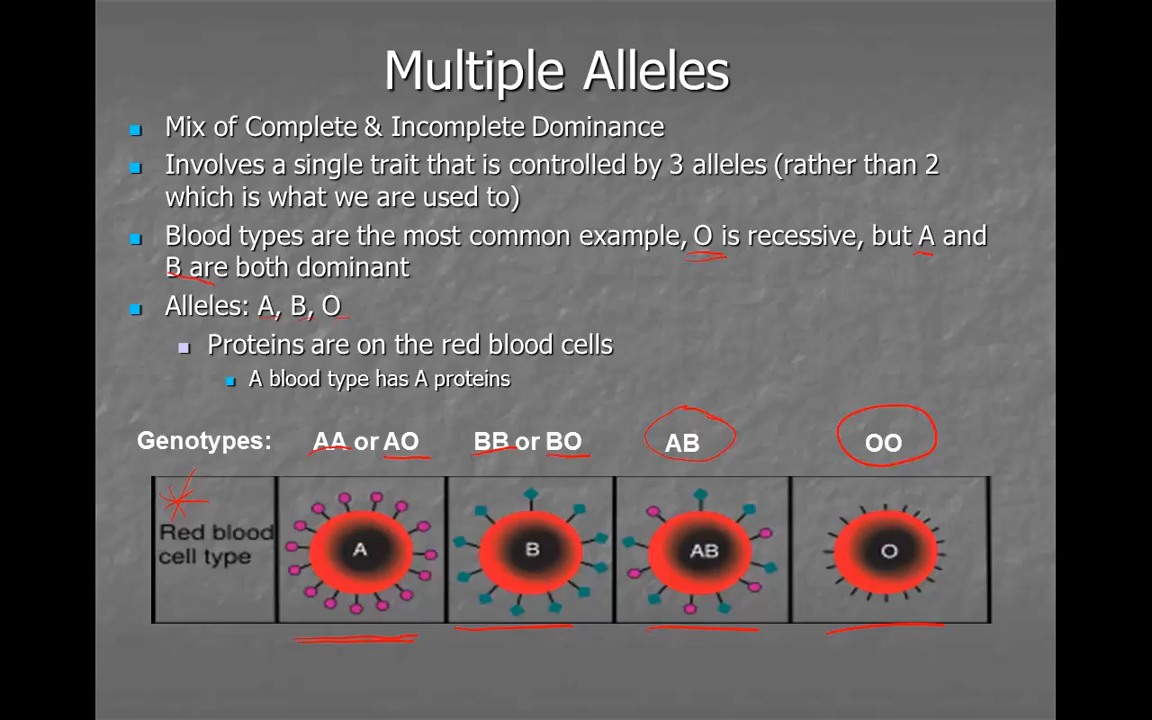 Multiple Alleles
Mix of Complete & Incomplete Dominance
Involves a single trait that is controlled by 3 alleles (rather than 2
which is what we are used to)
Blood types are the most common example, O is recessive, but A and
B are both dominant
Alleles: A, B, O
Proteins are on the red blood cells
A blood type has A proteins
Genotypes: AA or AO BB or BO AB OO
Red blood
cell type
A B AB O